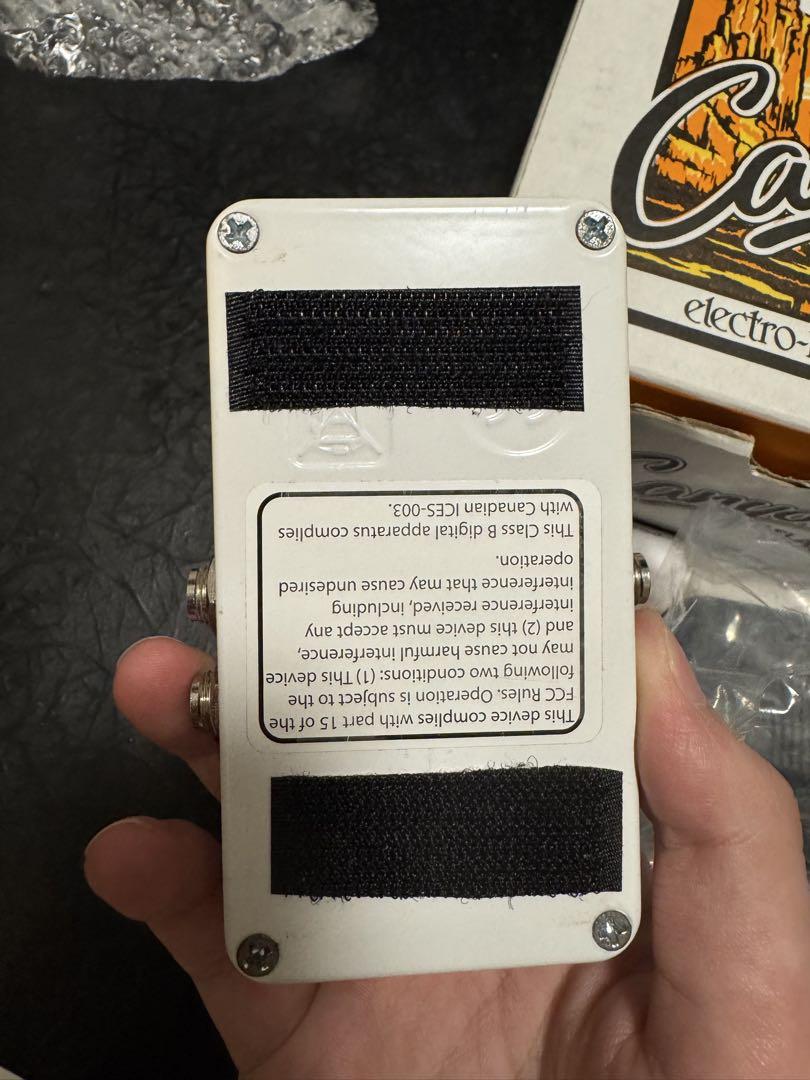 This device complies with part 15 of the
FCC Rules. Operation is subject to the
following two conditions: (1) This device
may not cause harmful interference,
and (2) this device must accept any
interference received, including
interference that may cause undesired
operation.
This Class B digital apparatus complies
with Canadian ICES-003.
Ca
electro-